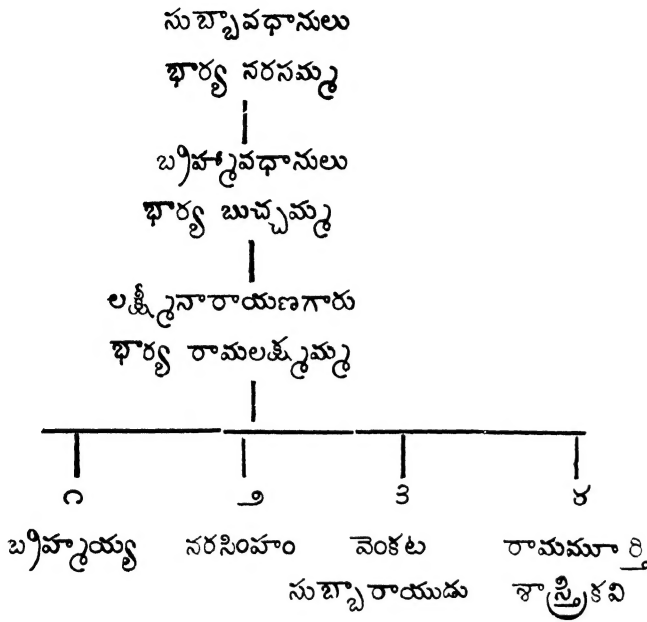 సుబ్బావధానులు
భార్య నరసమ్మ
బ్రహ్మావధానులు
భార్య బుచ్చమ్మ
లక్ష్మీనారాయణగారు
భార్య రామలక్ష్మమ్మ
౧ ౨ ౩ ౪
బ్రహ్మయ్య నరసింహం వెంకట రామమూర్తి
సుబ్బారాయుడు శాస్త్రికవి